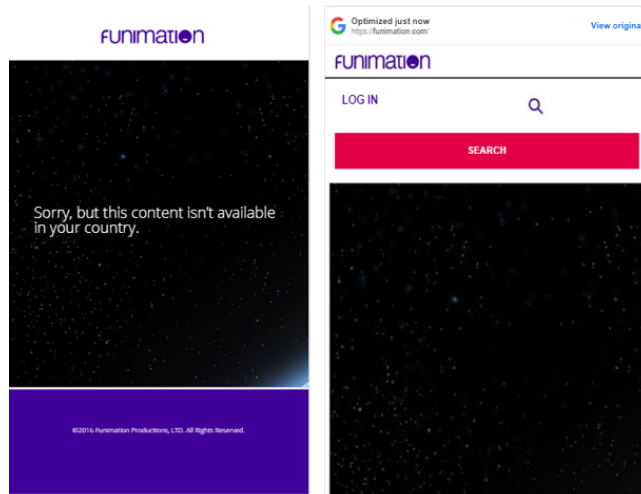 FUNIMATION
Sorry, but this content isn't available
in your country.
©2016 Funimation Productions, LTD. All Rights Reserved.
Optimized just now
https://funimation.com/
View origina
FUNIMATION
LOG IN
SEARCH